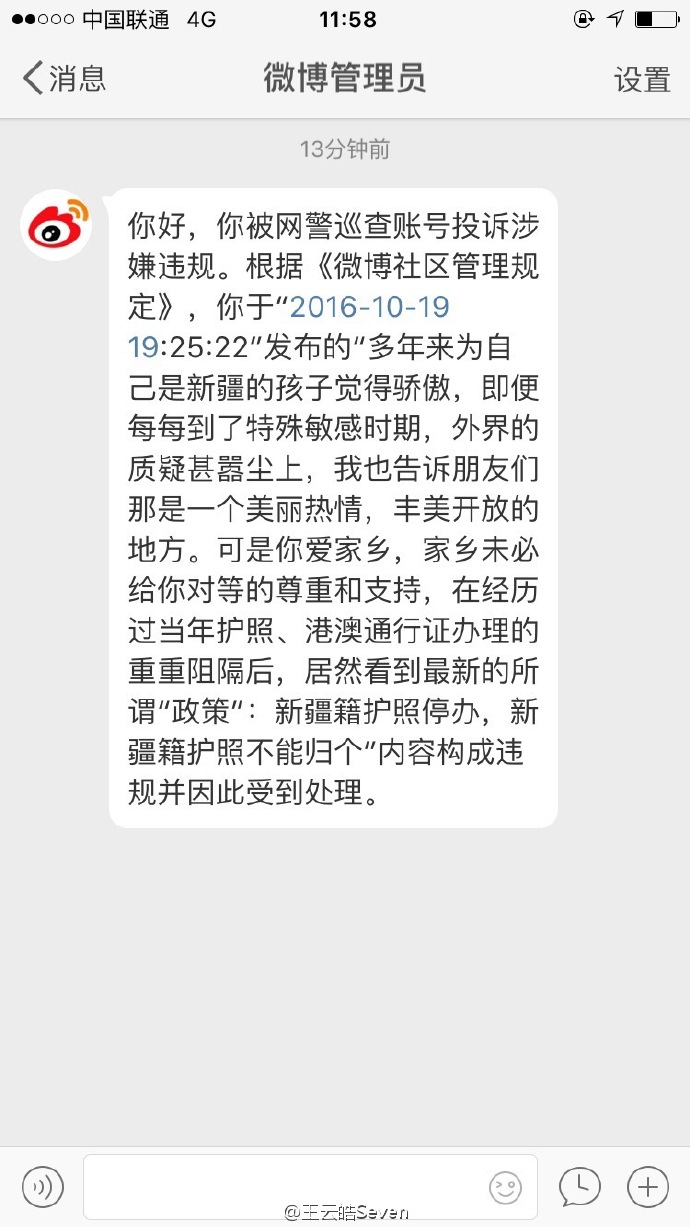 中国联通 4G 11:58
消息 微博管理员 设置
13分钟前
你好，你被网警巡查账号投诉涉
嫌违规。根据《微博社区管理规
定》，你于“2016-10-19
19:25:22”发布的“多年来为自
己是新疆的孩子觉得骄傲，即便
每每到了特殊敏感时期，外界的
质疑甚嚣尘上，我也告诉朋友们
那是一个美丽热情，丰美开放的
地方。可是你爱家乡，家乡未必
给你对等的尊重和支持，在经历
过当年护照、港澳通行证办理的
重重阻隔后，居然看到最新的所
谓“政策”：新疆籍护照停办，新
疆籍护照不能归个”内容构成违
规并因此受到处理。
@王云皓Seven